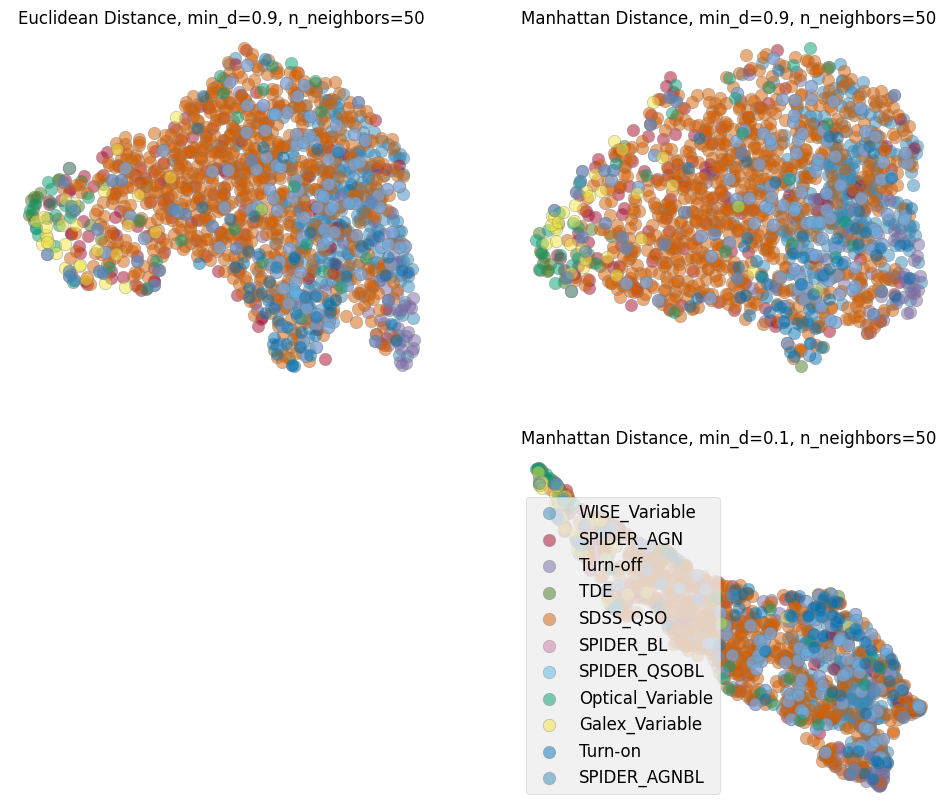 Euclidean Distance, min_d=0.9, n_neighbors=50
Manhattan Distance, min_d=0.9, n_neighbors=50
Manhattan Distance, min_d=0.1, n_neighbors=50
WISE_Variable
SPIDER_AGN
Turn-off
TDE
SDSS_QSO
SPIDER_BL
SPIDER_QSOBL
Optical_Variable
Galex_Variable
Turn-on
SPIDER_AGNBL